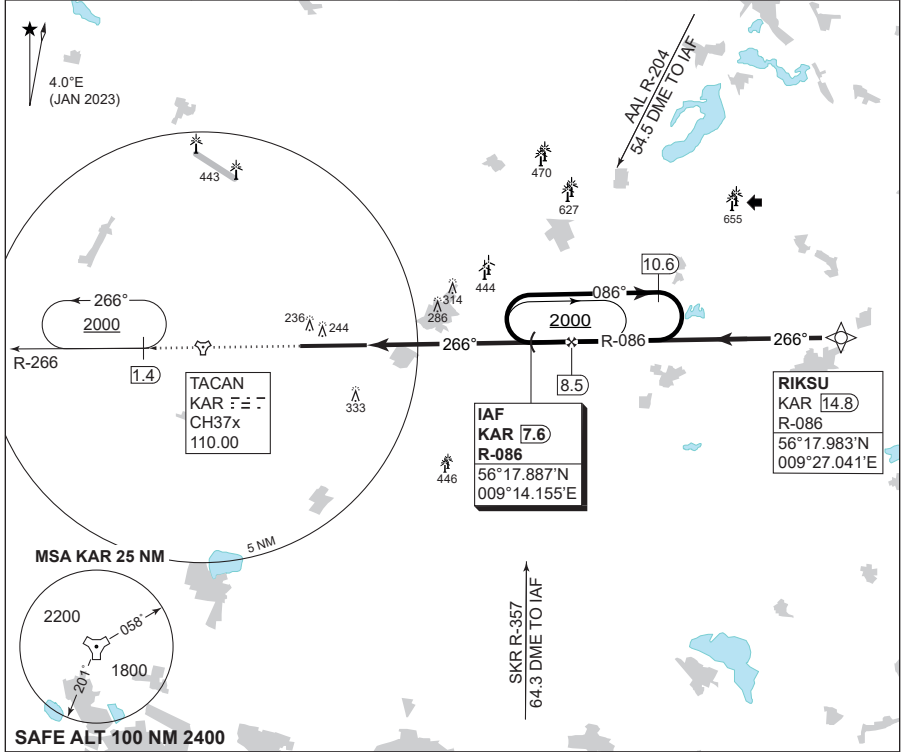 4.0°E
(JAN 2023)
AAL R-204
54.5 DME TO IAF
443
470
627
655
444
314
286
236
244
333
446
266°
2000
R-266
1.4
TACAN
KAR
CH37x
110.00
266°
086°
10.6
2000
R-086
8.5
266°
IAF
KAR 7.6
R-086
56°17.887'N
009°14.155'E
RIKSU
KAR 14.8
R-086
56°17.983'N
009°27.041'E
5 NM
MSA KAR 25 NM
2200
058°
1800
201°
SKR R-357
64.3 DME TO IAF
SAFE ALT 100 NM 2400